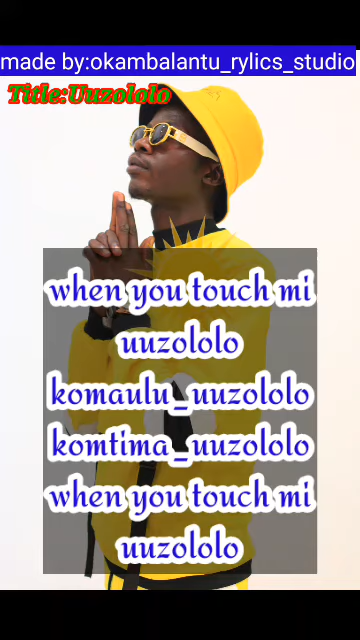 made by:okambalantu_rylics_studio
Title:Uuzololo
when you touch mi
uuzololo
komaulu_uuzololo
komtima_uuzololo
when you touch mi
uuzololo